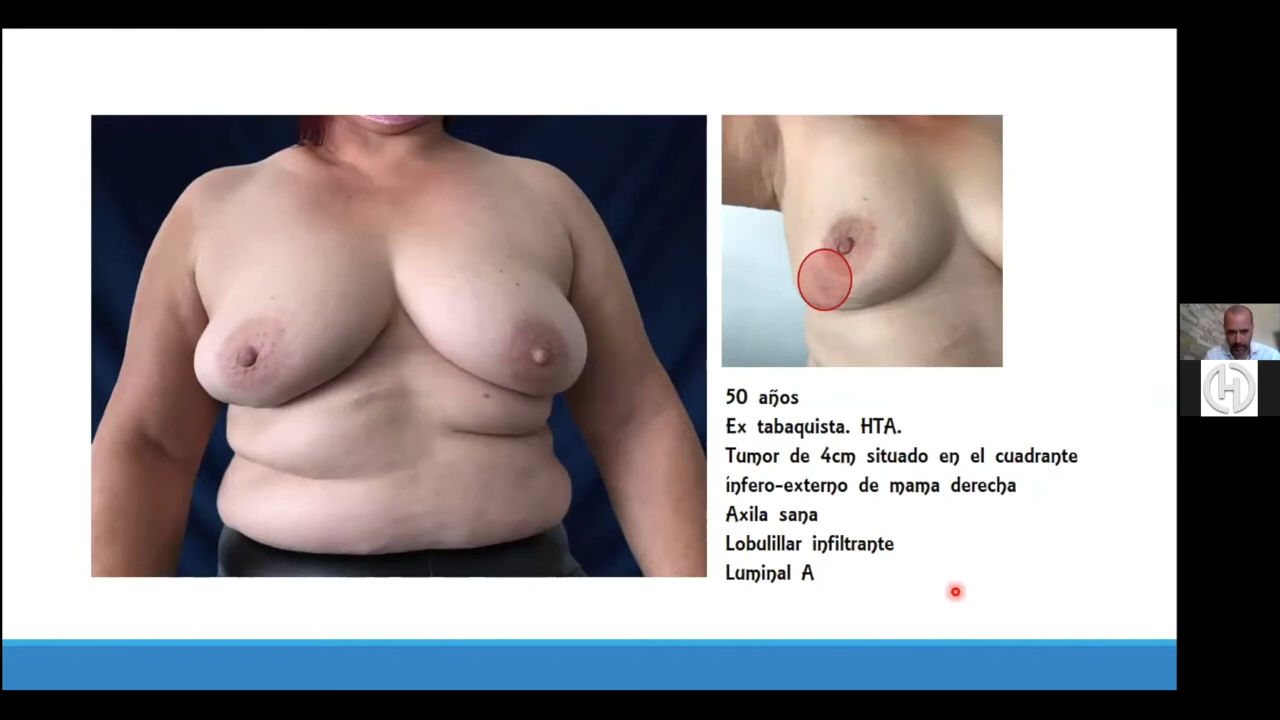 50 años
Ex tabaquista. HTA.
Tumor de 4cm situado en el cuadrante
ínfero-externo de mama derecha
Axila sana
Lobulillar infiltrante
Luminal A
H